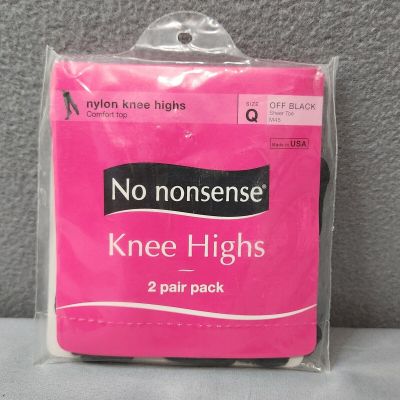 nylon knee highs
Comfort top
SIZE
Q
OFF BLACK
Sheer Toe
M45
Made in USA
No nonsense®
Knee Highs
2 pair pack